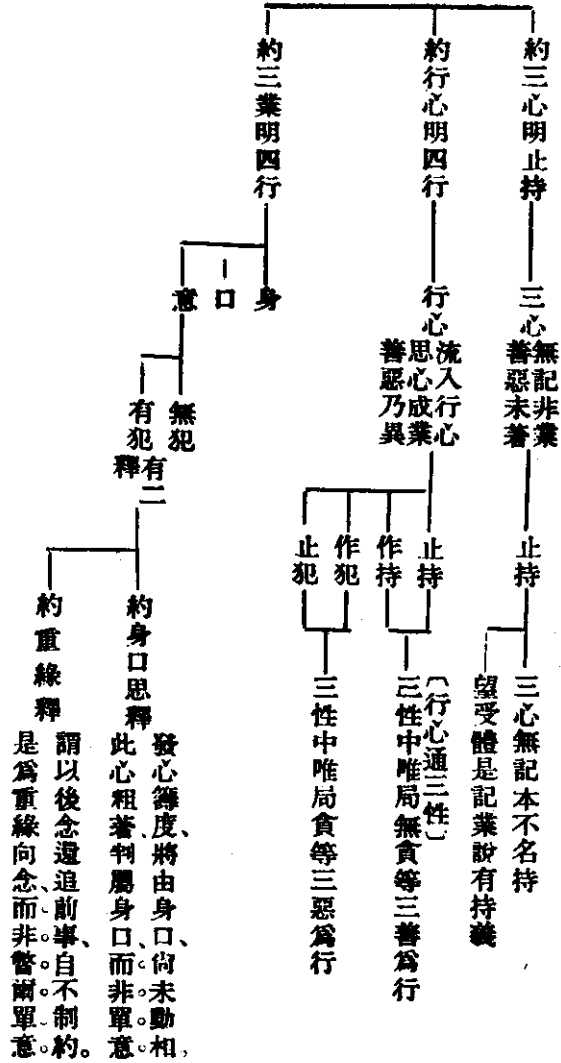 約三心明止持
三心
無記非業
善惡未著
止持
三心無記本不名持
望受體是記業說有持義
約行心明四行
行心
流入行心
思心成業
善惡乃異
止持
作持
〔行心通三性〕
三性中唯局無貪等三善爲行
作犯
止犯
三性中唯局貪等三惡爲行
約三業明四行
身
口
意
無犯
有犯
有二
釋
約身口思釋
發心籌度、將由身口、尙未動相、
此心粗著、判屬身口、而非單意。
約重緣釋
謂以後念還追前事、自不制約。
是爲重緣向念、而非瞥爾單意。